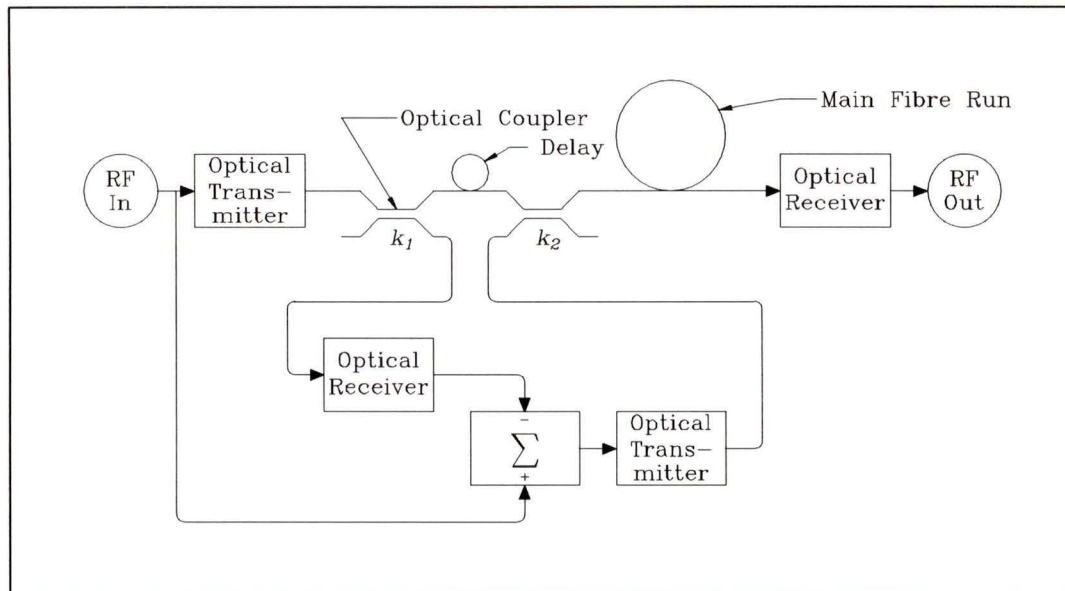 Main Fibre Run
Optical Coupler
Delay
RF
In
Optical
Trans-
mitter
Optical
Receiver
RF
Out
k1
k2
Optical
Receiver
-
Σ
+
Optical
Trans-
mitter